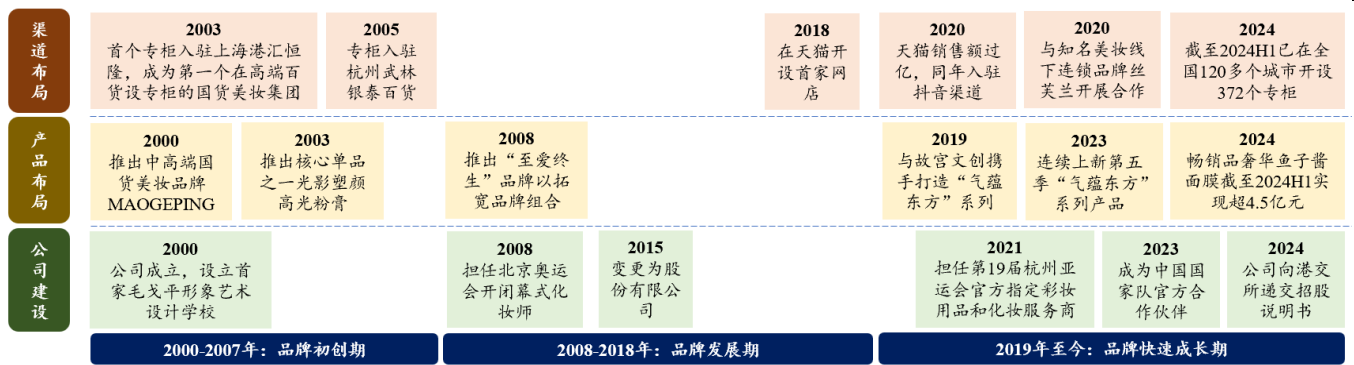 渠道布局
2003
首个专柜入驻上海港汇恒
隆，成为第一个在高端百
货设专柜的国货美妆集团
2005
专柜入驻
杭州武林
银泰百货
2018
在天猫开
设首家网
店
2020
天猫销售额过
亿，同年入驻
抖音渠道
2020
与知名美妆线
下连锁品牌丝
芙兰开展合作
2024
截至2024H1已在全
国120多个城市开设
372个专柜
产品布局
2000
推出中高端国
货美妆品牌
MAOGEPING
2003
推出核心单品
之一光影塑颜
高光粉膏
2008
推出“至爱终
生”品牌以拓
宽品牌组合
2019
与故宫文创携
手打造“气蕴
东方”系列
2023
连续上新第五
季“气蕴东方”
系列产品
2024
畅销品奢华鱼子酱
面膜截至2024H1实
现超4.5亿元
公司建设
2000
公司成立，设立首
家毛戈平形象艺术
设计学校
2008
担任北京奥运
会开闭幕式化
妆师
2015
变更为股
份有限公
司
2021
担任第19届杭州亚
运会官方指定彩妆
用品和化妆服务商
2023
成为中国国
家队官方合
作伙伴
2024
公司向港交
所递交招股
说明书
2000-2007年：品牌初创期
2008-2018年：品牌发展期
2019年至今：品牌快速成长期